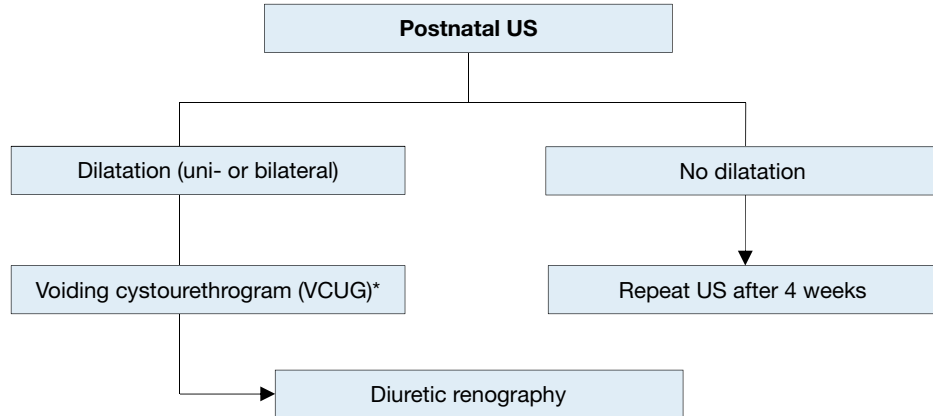 Postnatal US
Dilatation (uni- or bilateral)
No dilatation
Voiding cystourethrogram (VCUG)*
Repeat US after 4 weeks
Diuretic renography